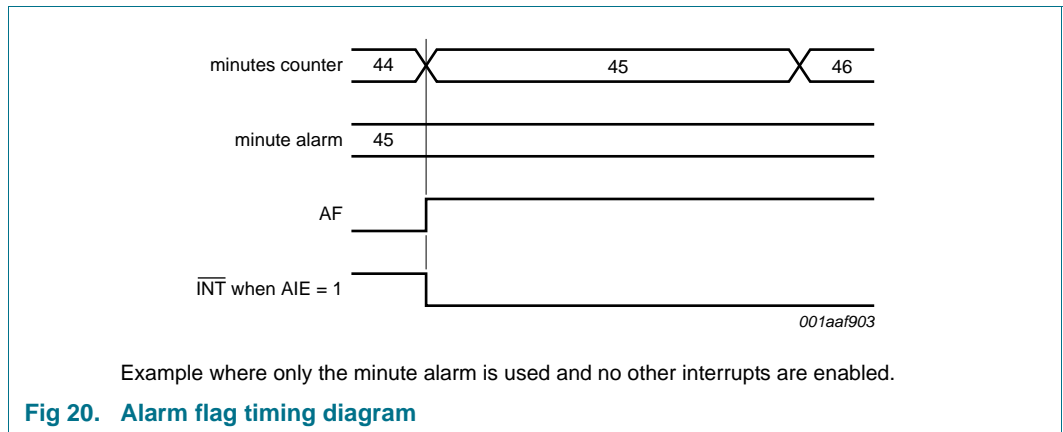 minutes counter 44 45 46
minute alarm 45
AF
INT when AIE = 1
001aaf903
Example where only the minute alarm is used and no other interrupts are enabled.
Fig 20. Alarm flag timing diagram